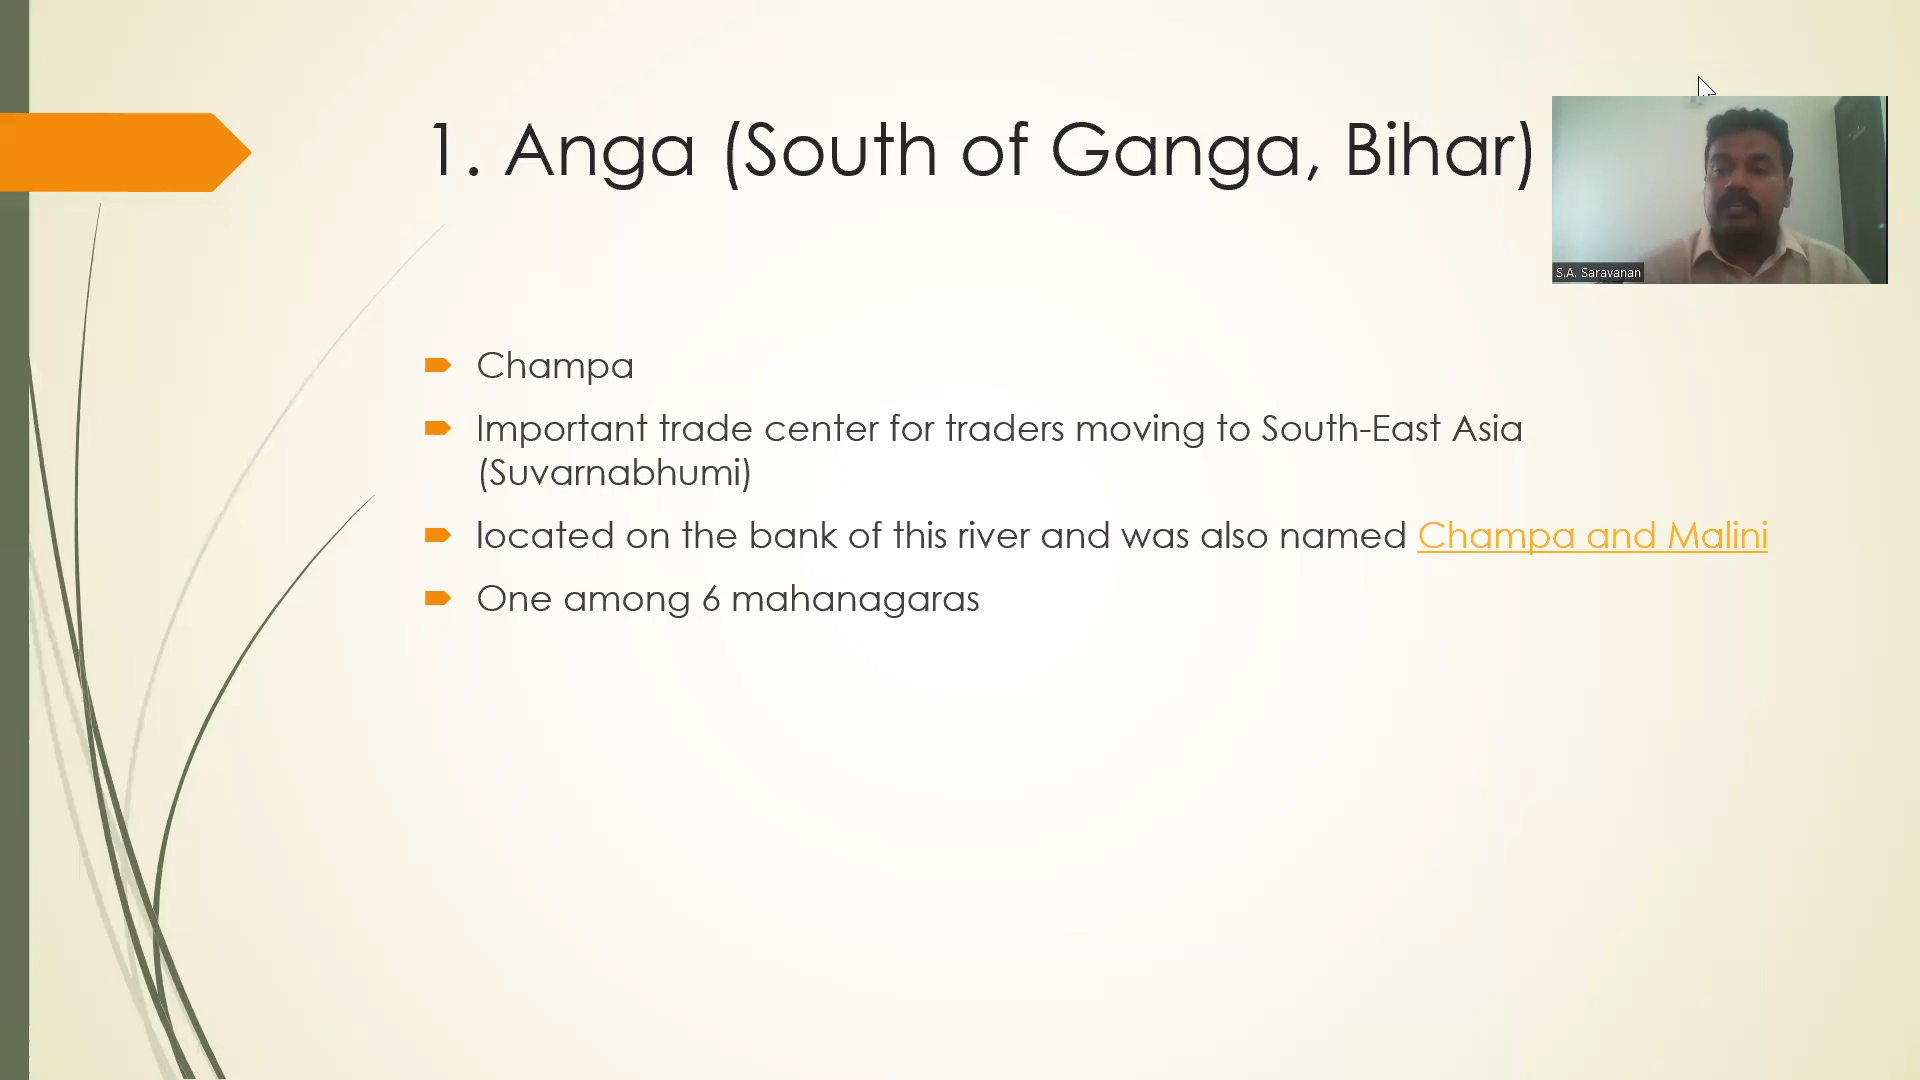 1. Anga (South of Ganga, Bihar)
S.A. Saravanan
Champa
Important trade center for traders moving to South-East Asia
(Suvarnabhumi)
located on the bank of this river and was also named Champa and Malini
One among 6 mahanagaras